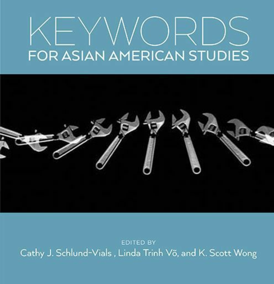 KEYWORDS
FOR ASIAN AMERICAN STUDIES
EDITED BY
Cathy J. Schlund-Vials , Linda Trinh Võ, and K. Scott Wong